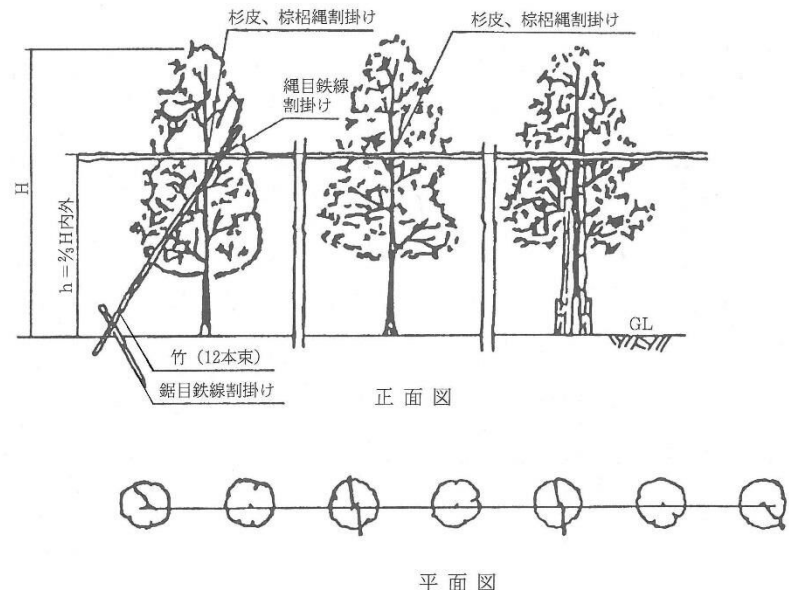 杉皮、棕梠縄割掛け
杉皮、棕梠縄割掛け
縄目鉄線
割掛け
H
h＝⅔H内外
GL
竹（12本束）
鋸目鉄線割掛け
正面図
平面図